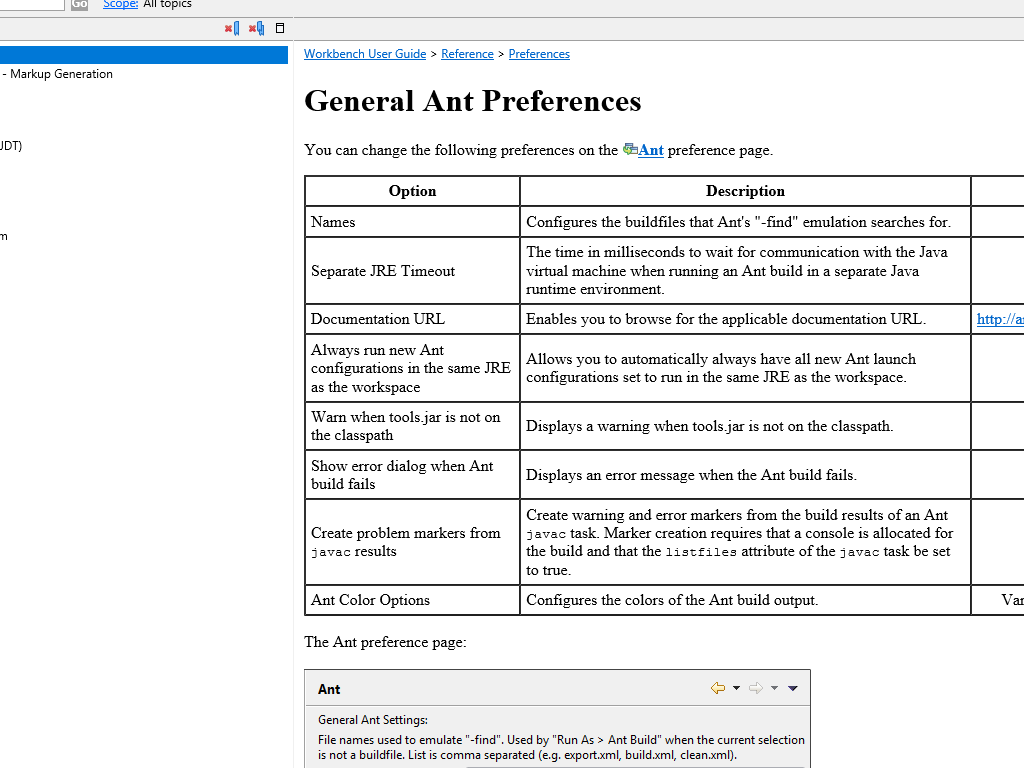 Go Scope: All topics
- Markup Generation
JDT)
m
Workbench User Guide > Reference > Preferences
General Ant Preferences
You can change the following preferences on the Ant preference page.
Option Description
Names Configures the buildfiles that Ant's "-find" emulation searches for.
Separate JRE Timeout
The time in milliseconds to wait for communication with the Java
virtual machine when running an Ant build in a separate Java
runtime environment.
Documentation URL Enables you to browse for the applicable documentation URL. http://a
Always run new Ant
configurations in the same JRE
as the workspace
Allows you to automatically always have all new Ant launch
configurations set to run in the same JRE as the workspace.
Warn when tools.jar is not on
the classpath
Displays a warning when tools.jar is not on the classpath.
Show error dialog when Ant
build fails
Displays an error message when the Ant build fails.
Create problem markers from
javac results
Create warning and error markers from the build results of an Ant
javac task. Marker creation requires that a console is allocated for
the build and that the listfiles attribute of the javac task be set
to true.
Ant Color Options Configures the colors of the Ant build output. Var
The Ant preference page:
Ant
General Ant Settings:
File names used to emulate "-find". Used by "Run As > Ant Build" when the current selection
is not a buildfile. List is comma separated (e.g. export.xml, build.xml, clean.xml).